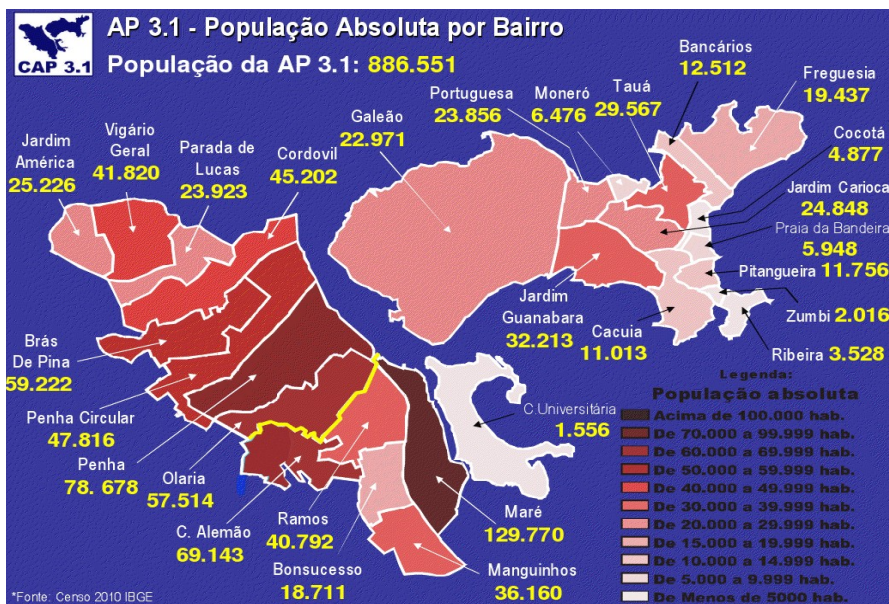 CAP 3.1
AP 3.1 - População Absoluta por Bairro
População da AP 3.1: 886.551
Jardim
América
25.226
Vigário
Geral
41.820
Parada de
Lucas
23.923
Cordovil
45.202
Galeão
22.971
Portuguesa
23.856
Moneró
6.476
Tauá
29.567
Bancários
12.512
Freguesia
19.437
Cocotá
4.877
Jardim Carioca
24.848
Praia da Bandeira
5.948
Pitangueira 11.756
Zumbi 2.016
Ribeira 3.528
Jardim
Guanabara
32.213
Cacuia
11.013
Brás
De Pina
59.222
Penha Circular
47.816
Penha
78. 678
Olaria
57.514
C. Alemão
69.143
Ramos
40.792
Bonsucesso
18.711
Maré
129.770
Manguinhos
36.160
C.Universitária
1.556
Legenda:
População absoluta
Acima de 100.000 hab.
De 70.000 a 99.999 hab.
De 60.000 a 69.999 hab.
De 50.000 a 59.999 hab.
De 40.000 a 49.999 hab.
De 30.000 a 39.999 hab.
De 20.000 a 29.999 hab.
De 15.000 a 19.999 hab.
De 10.000 a 14.999 hab.
De 5.000 a 9.999 hab.
De Menos de 5000 hab.
*Fonte: Censo 2010 IBGE